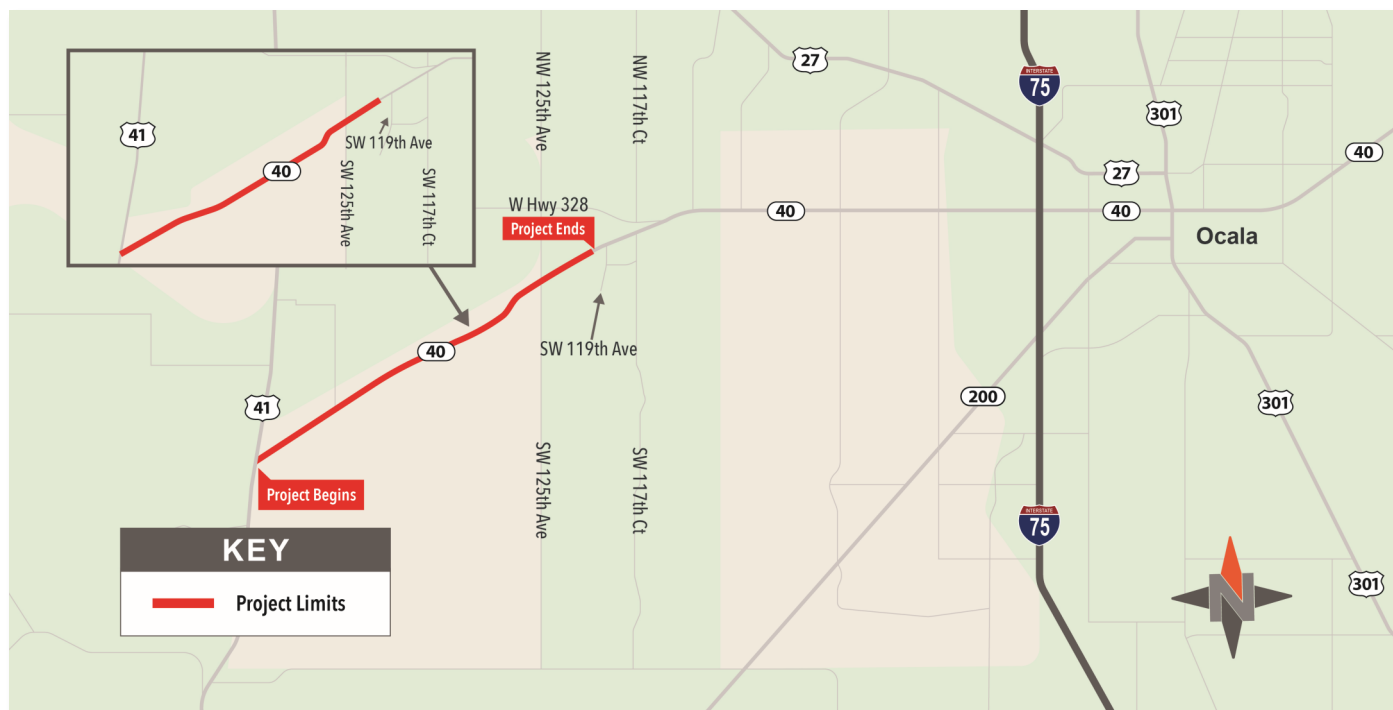 41
SW 119th Ave
40
SW 125th Ave
SW 117th Ct
NW 125th Ave
NW 117th Ct
27
INTERSTATE
75
301
40
27
W Hwy 328
Project Ends
40
40
Ocala
SW 119th Ave
40
41
200
301
SW 125th Ave
SW 117th Ct
Project Begins
INTERSTATE
75
KEY
Project Limits
N
301